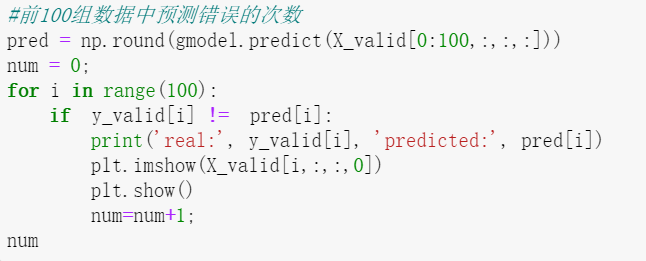 #前100组数据中预测错误的次数
pred = np.round(gmodel.predict(X_valid[0:100,:,:,:]))
num = 0;
for i in range(100):
    if  y_valid[i] !=  pred[i]:
        print('real:', y_valid[i], 'predicted:', pred[i])
        plt.imshow(X_valid[i,:,:,0])
        plt.show()
        num=num+1;
num